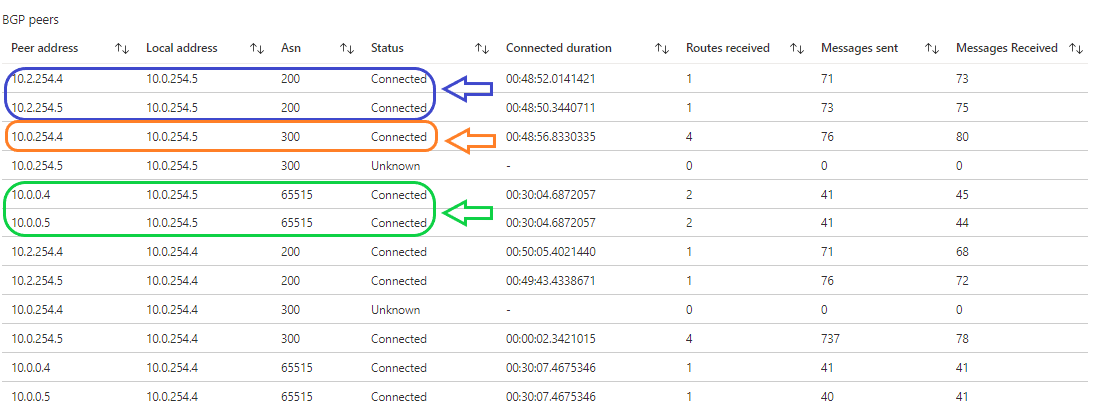 BGP peers
Peer address Local address Asn Status Connected duration Routes received Messages sent Messages Received
10.2.254.4 10.0.254.5 200 Connected 00:48:52.0141421 1 71 73
10.2.254.5 10.0.254.5 200 Connected 00:48:50.3440711 1 73 75
10.0.254.4 10.0.254.5 300 Connected 00:48:56.8330335 4 76 80
10.0.254.5 10.0.254.5 300 Unknown - 0 0 0
10.0.0.4 10.0.254.5 65515 Connected 00:30:04.6872057 2 41 45
10.0.0.5 10.0.254.5 65515 Connected 00:30:04.6872057 2 41 44
10.2.254.4 10.0.254.4 200 Connected 00:50:05.4021440 1 71 68
10.2.254.5 10.0.254.4 200 Connected 00:49:43.4338671 1 76 72
10.0.254.4 10.0.254.4 300 Unknown - 0 0 0
10.0.254.5 10.0.254.4 300 Connected 00:00:02.3421015 4 737 78
10.0.0.4 10.0.254.4 65515 Connected 00:30:07.4675346 1 41 41
10.0.0.5 10.0.254.4 65515 Connected 00:30:07.4675346 1 40 41